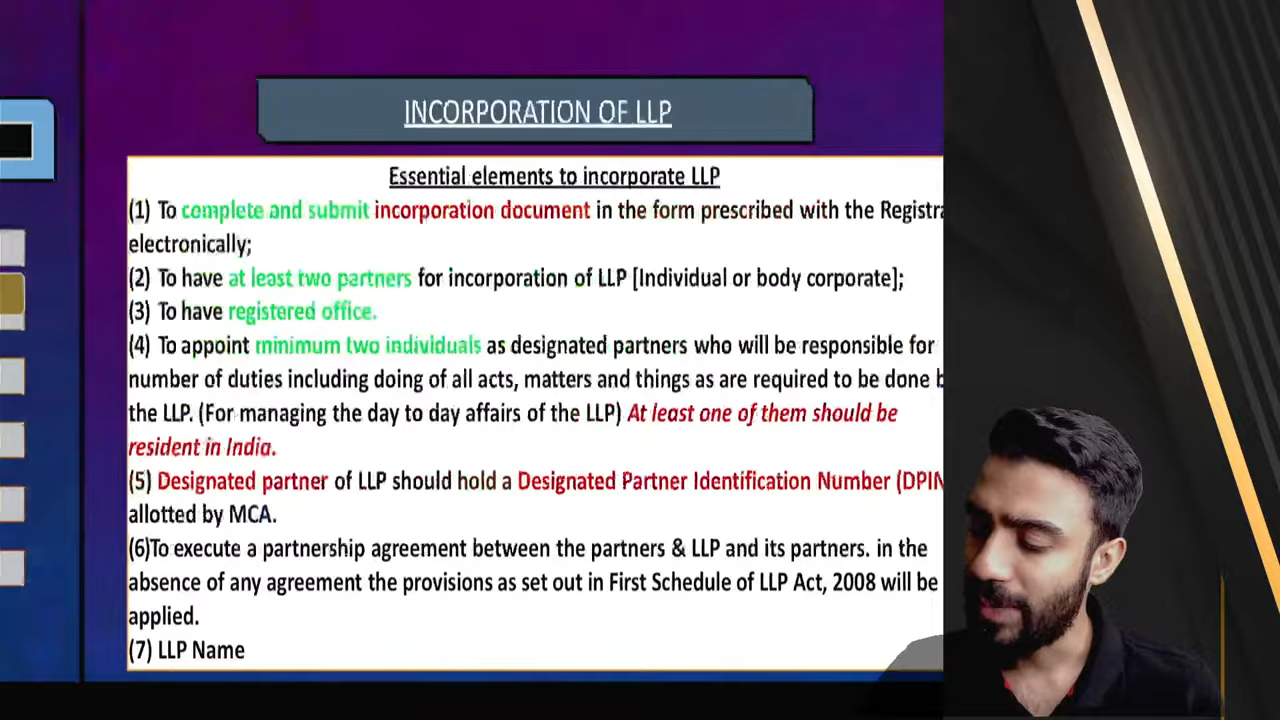 INCORPORATION OF LLP
Essential elements to incorporate LLP
(1) To complete and submit incorporation document in the form prescribed with the Registra
electronically;
(2) To have at least two partners for incorporation of LLP [Individual or body corporate];
(3) To have registered office.
(4) To appoint minimum two individuals as designated partners who will be responsible for
number of duties including doing of all acts, matters and things as are required to be done b
the LLP. (For managing the day to day affairs of the LLP) At least one of them should be
resident in India.
(5) Designated partner of LLP should hold a Designated Partner Identification Number (DPIN
allotted by MCA.
(6)To execute a partnership agreement between the partners & LLP and its partners. in the
absence of any agreement the provisions as set out in First Schedule of LLP Act, 2008 will be
applied.
(7) LLP Name